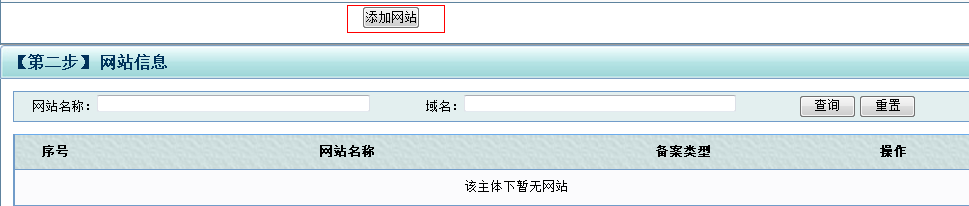 添加网站
【第二步】网站信息
网站名称： 域名： 查询 重置
序号 网站名称 备案类型 操作
该主体下暂无网站